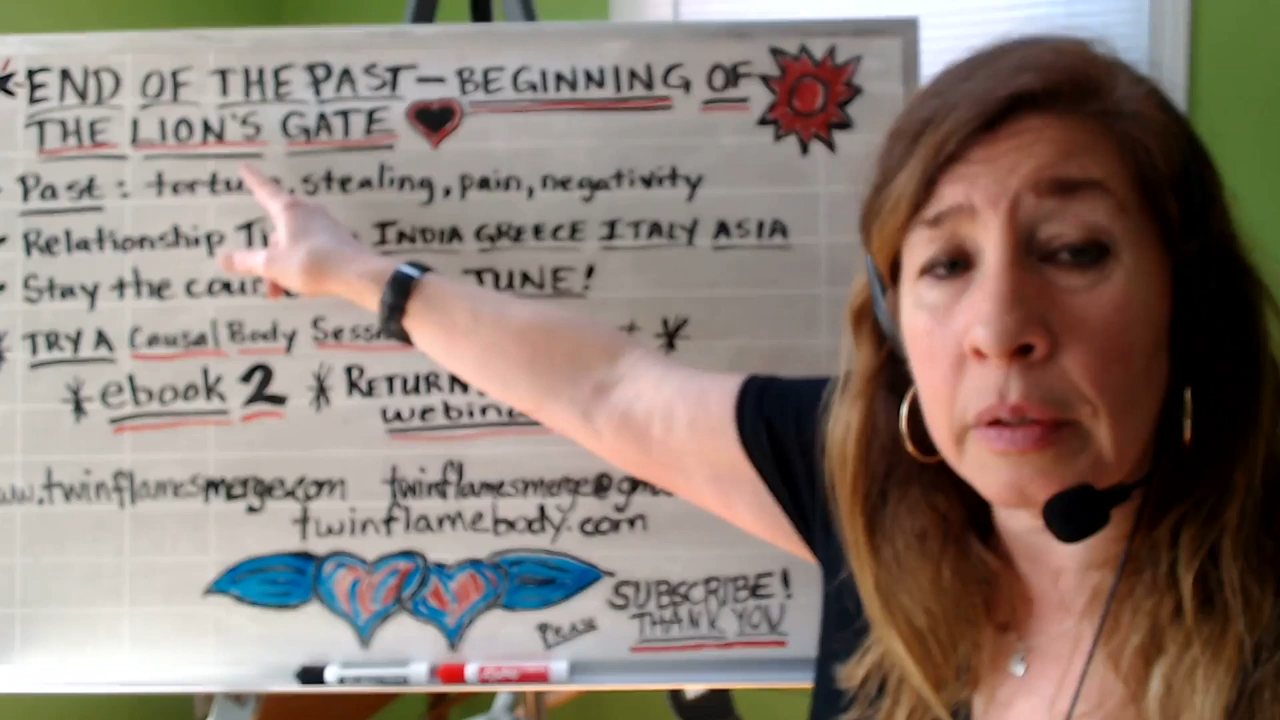 END OF THE PAST - BEGINNING OF
THE LION'S GATE
Past: stealing, pain, negativity
Relationship INDIA GREECE ITALY ASIA
Stay the TUNE!
* TRY A Causal Body
* ebook 2 * RETURN
.twinflamesmerge.com
twinflamebody.com
SUBSCRIBE!
THANK YOU